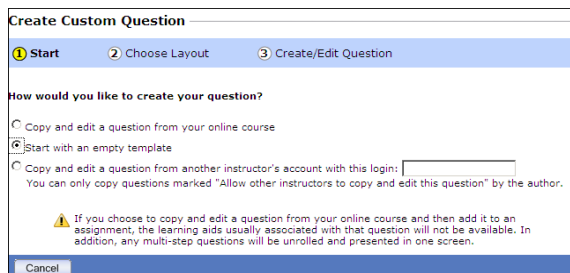 Create Custom Question
1 Start 2 Choose Layout 3 Create/Edit Question
How would you like to create your question?
Copy and edit a question from your online course
Start with an empty template
Copy and edit a question from another instructor's account with this login:
You can only copy questions marked "Allow other instructors to copy and edit this question" by the author.
If you choose to copy and edit a question from your online course and then add it to an
assignment, the learning aids usually associated with that question will not be available. In
addition, any multi-step questions will be unrolled and presented in one screen.
Cancel